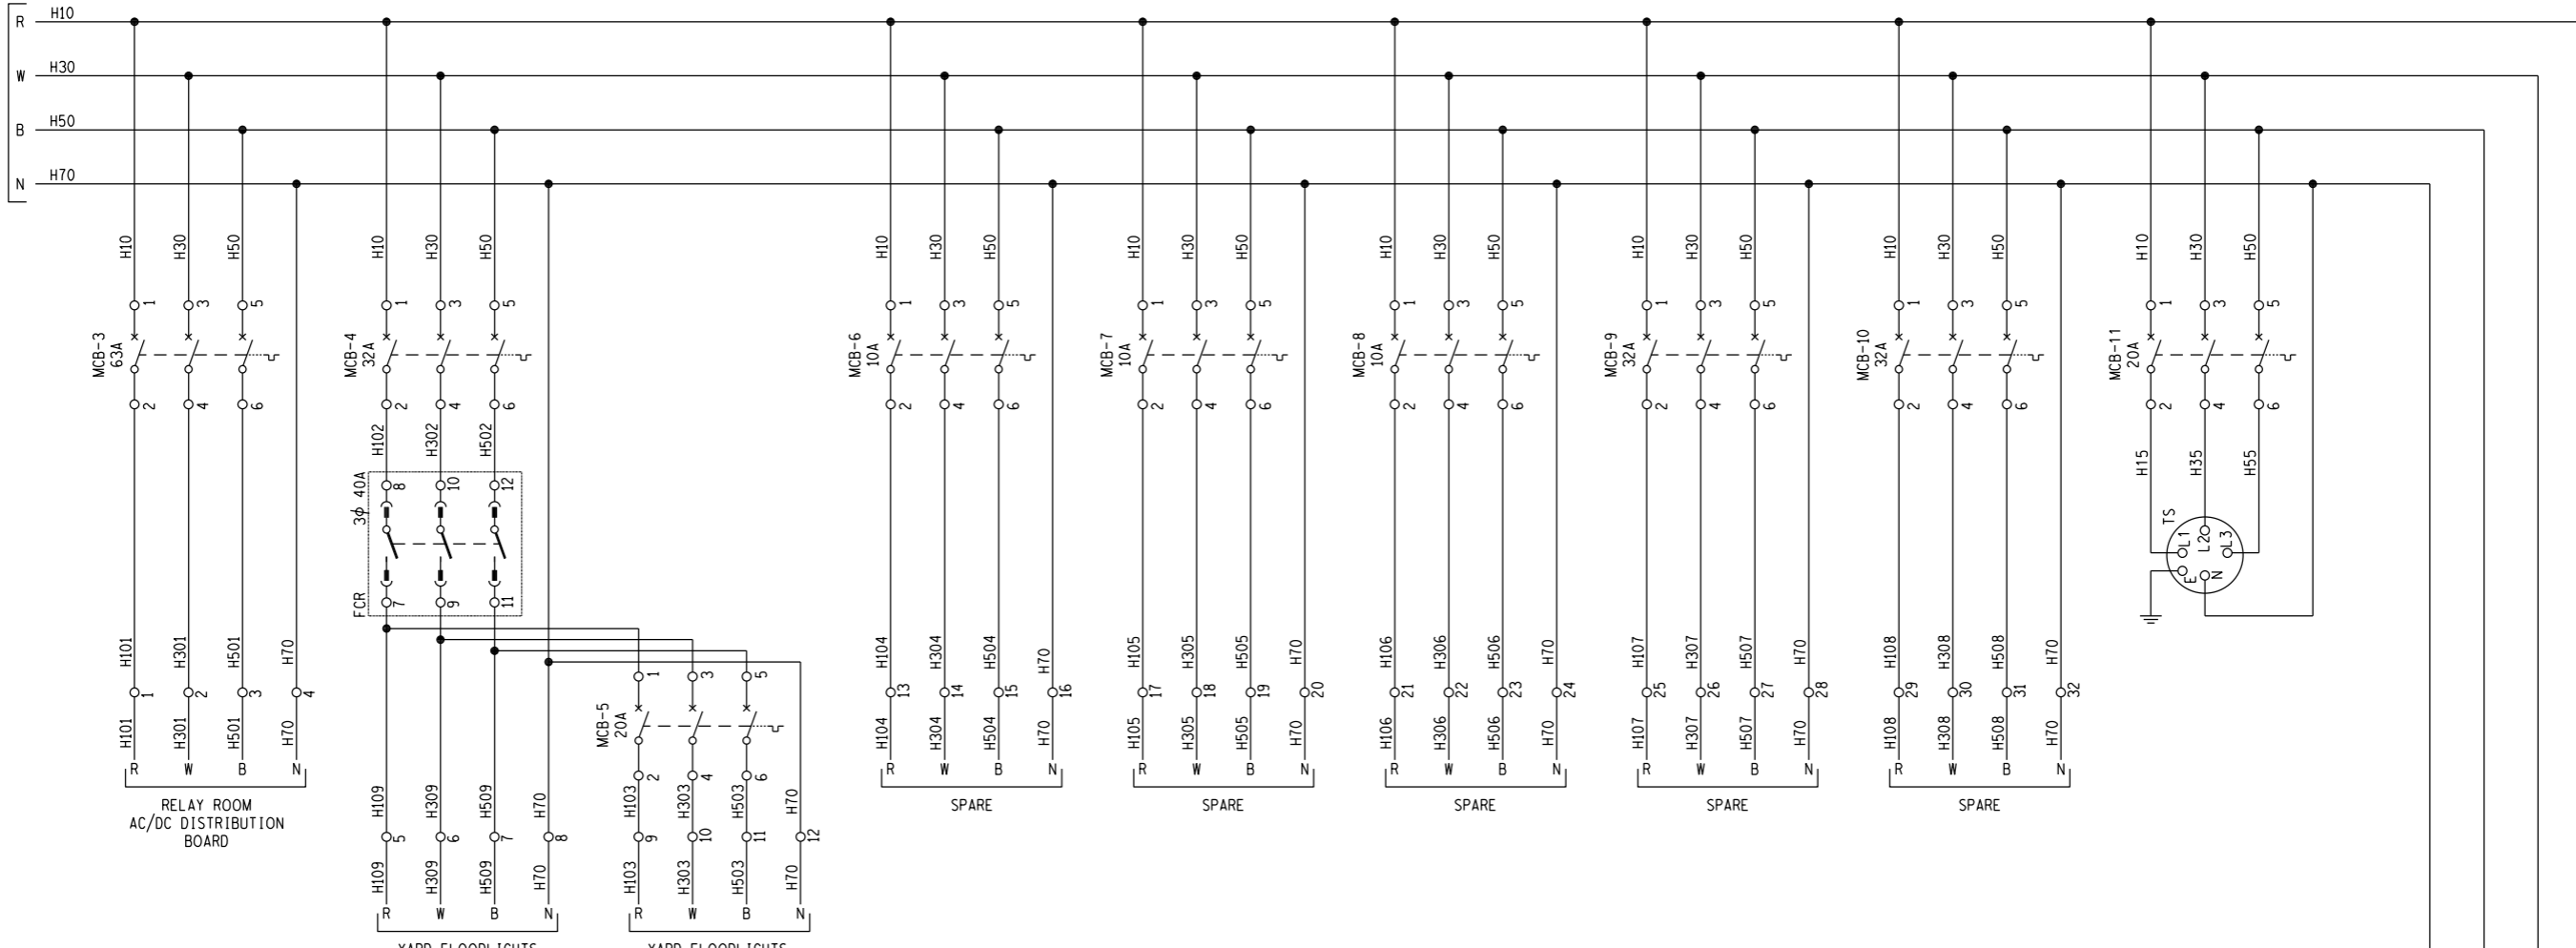 R H10
W H30
B H50
N H70
H10 H30 H50
H10 H30 H50
H10 H30 H50
H10 H30 H50
H10 H30 H50
H10 H30 H50
H10 H30 H50
H10 H30 H50
1 3 5
1 3 5
1 3 5
1 3 5
1 3 5
1 3 5
1 3 5
1 3 5
MCB-3
63A
MCB-4
32A
MCB-6
10A
MCB-7
10A
MCB-8
10A
MCB-9
32A
MCB-10
32A
MCB-11
20A
2 4 6
2 4 6
2 4 6
2 4 6
2 4 6
2 4 6
2 4 6
2 4 6
H102 H302 H502
H15 H35 H55
3ϕ 40A
8 10 12
FCR
7 9 11
TS
L1 L2 L3
E N
H101 H301 H501 H70
H104 H304 H504 H70
H105 H305 H505 H70
H106 H306 H506 H70
H107 H307 H507 H70
H108 H308 H508 H70
1 2 3 4
1 3 5
13 14 15 16
17 18 19 20
21 22 23 24
25 26 27 28
29 30 31 32
MCB-5
20A
H101 H301 H501 H70
H104 H304 H504 H70
H105 H305 H505 H70
H106 H306 H506 H70
H107 H307 H507 H70
H108 H308 H508 H70
R W B N
R W B N
R W B N
R W B N
R W B N
R W B N
2 4 6
RELAY ROOM
AC/DC DISTRIBUTION
BOARD
SPARE
SPARE
SPARE
SPARE
SPARE
H109 H309 H509 H70
H103 H303 H503 H70
5 6 7 8
9 10 11 12
H109 H309 H509 H70
H103 H303 H503 H70
R W B N
R W B N
YARD FLOODLIGHTS
YARD FLOODLIGHTS